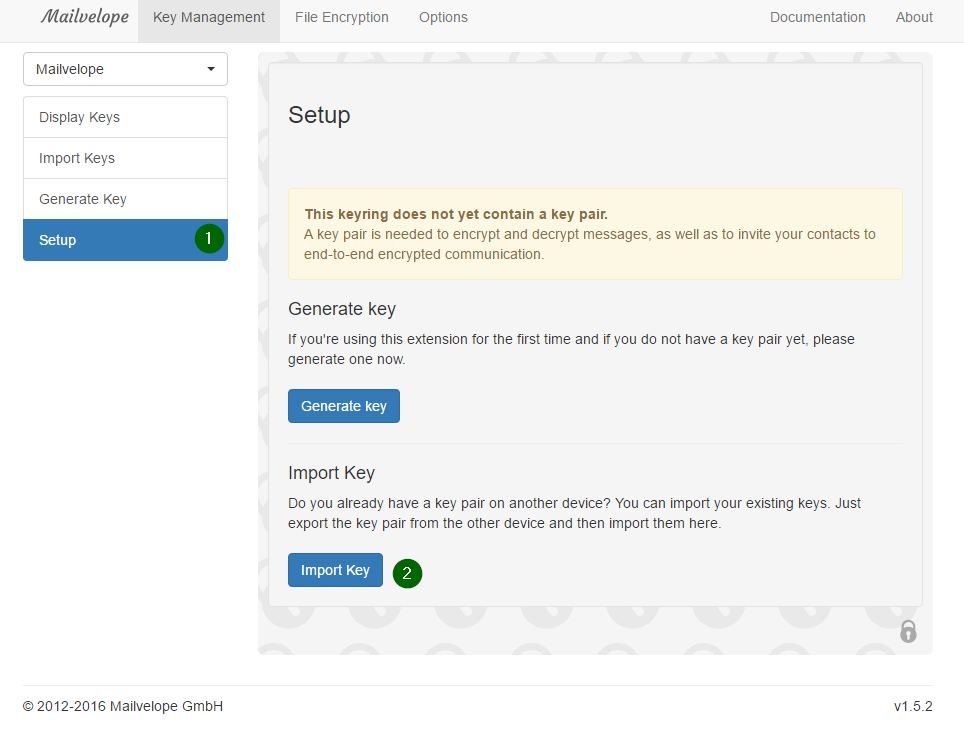 Mailvelope
Key Management
File Encryption
Options
Documentation
About
Mailvelope
Display Keys
Import Keys
Generate Key
Setup
1
Setup
This keyring does not yet contain a key pair.
A key pair is needed to encrypt and decrypt messages, as well as to invite your contacts to
end-to-end encrypted communication.
Generate key
If you're using this extension for the first time and if you do not have a key pair yet, please
generate one now.
Generate key
Import Key
Do you already have a key pair on another device? You can import your existing keys. Just
export the key pair from the other device and then import them here.
Import Key
2
© 2012-2016 Mailvelope GmbH
v1.5.2